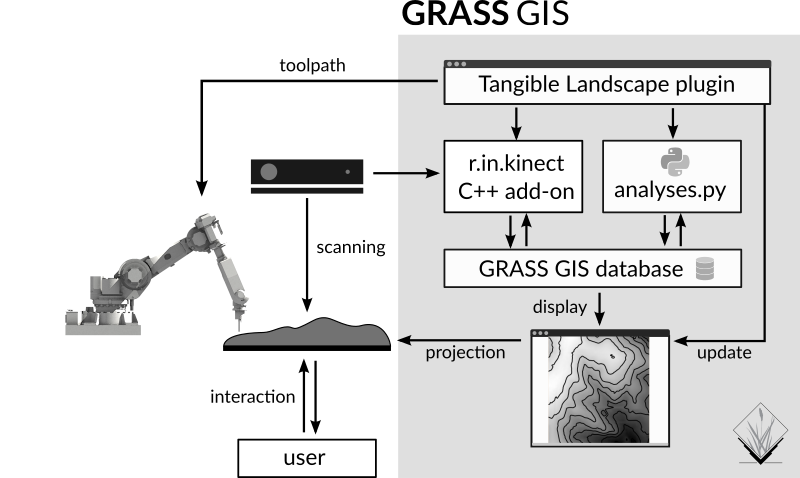 GRASS GIS
toolpath
Tangible Landscape plugin
r.in.kinect
C++ add-on
analyses.py
scanning
GRASS GIS database
display
projection
update
interaction
user